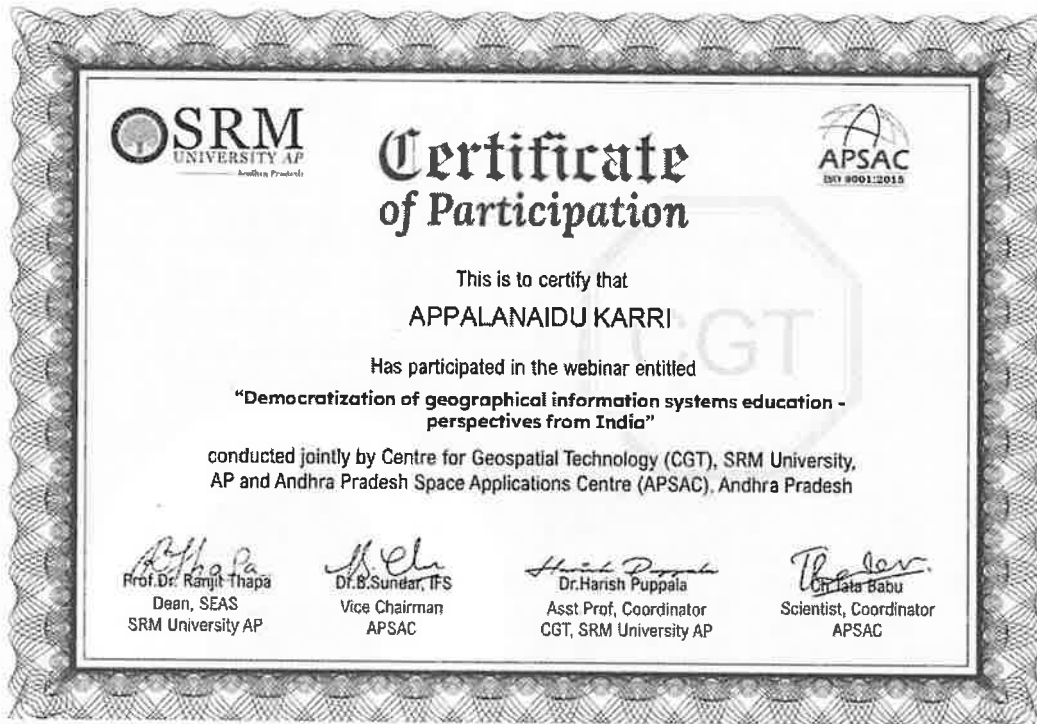 SRM
UNIVERSITY AP
Andhra Pradesh
APSAC
ISO 9001:2015
Certificate
of Participation
This is to certify that
APPALANAIDU KARRI
CGT
Has participated in the webinar entitled
“Democratization of geographical information systems education -
perspectives from India”
conducted jointly by Centre for Geospatial Technology (CGT), SRM University,
AP and Andhra Pradesh Space Applications Centre (APSAC), Andhra Pradesh
Prof.Dr. Ranjit Thapa
Dean, SEAS
SRM University AP
Dr.B.Sundar, IFS
Vice Chairman
APSAC
Harish Puppala
Dr.Harish Puppala
Asst Prof, Coordinator
CGT, SRM University AP
Ch.Tata Babu
Scientist, Coordinator
APSAC